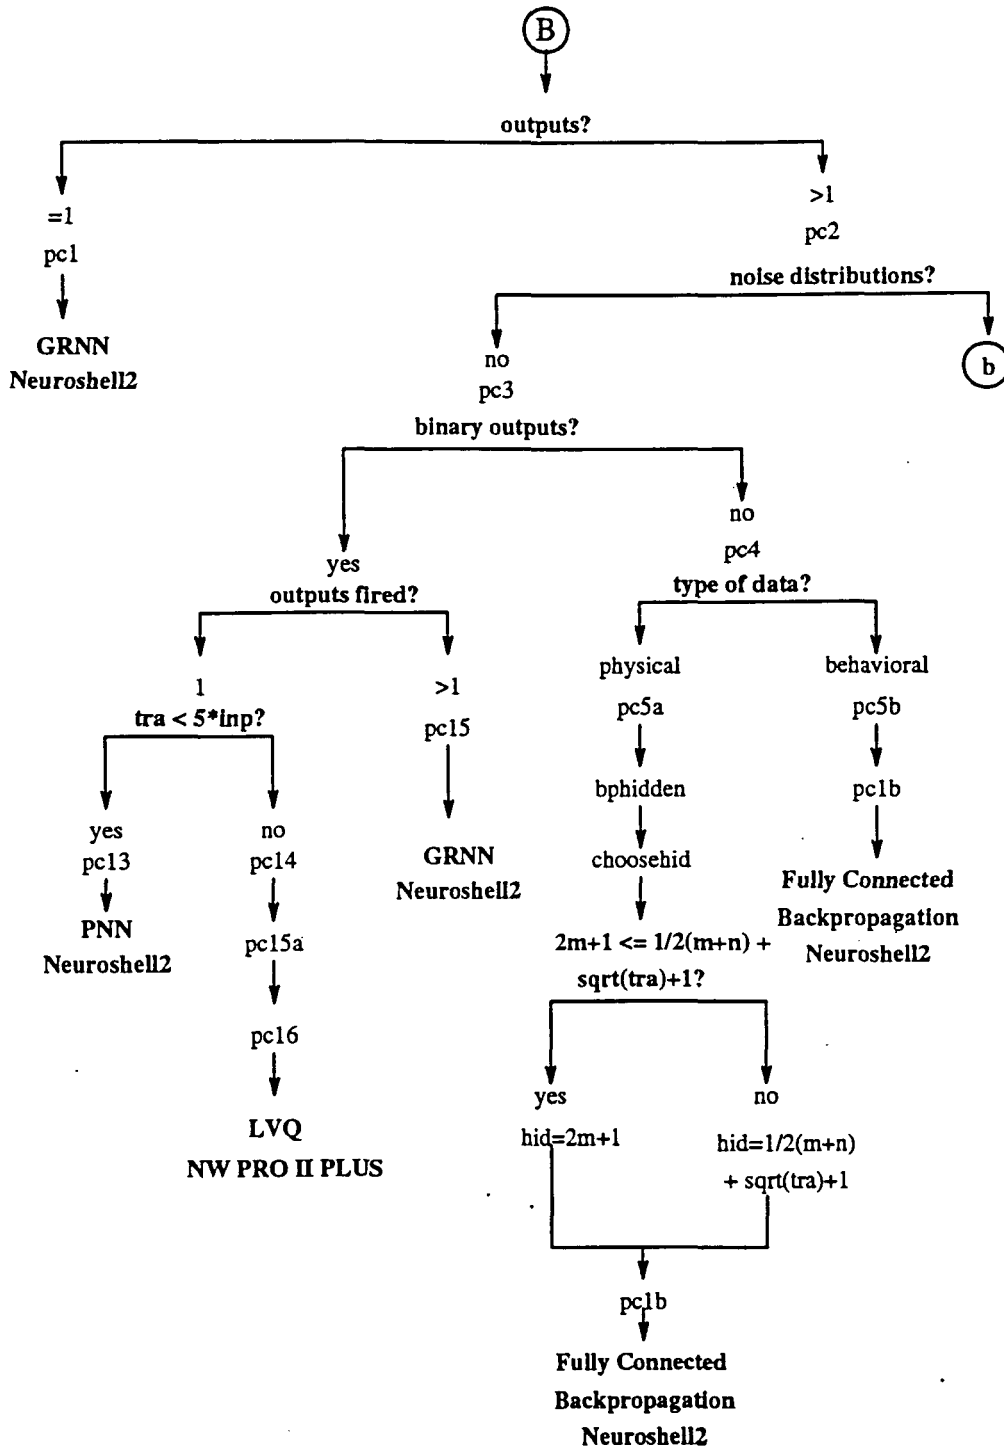 B
outputs?
=1
pc1
GRNN
Neuroshell2
>1
pc2
noise distributions?
no
pc3
b
binary outputs?
yes
outputs fired?
no
pc4
type of data?
1
tra < 5*inp?
>1
pc15
GRNN
Neuroshell2
yes
pc13
PNN
Neuroshell2
no
pc14
pc15a
pc16
LVQ
NW PRO II PLUS
physical
pc5a
bphidden
choosehid
2m+1 <= 1/2(m+n) +
sqrt(tra)+1?
behavioral
pc5b
pc1b
Fully Connected
Backpropagation
Neuroshell2
yes
hid=2m+1
no
hid=1/2(m+n)
+ sqrt(tra)+1
pc1b
Fully Connected
Backpropagation
Neuroshell2